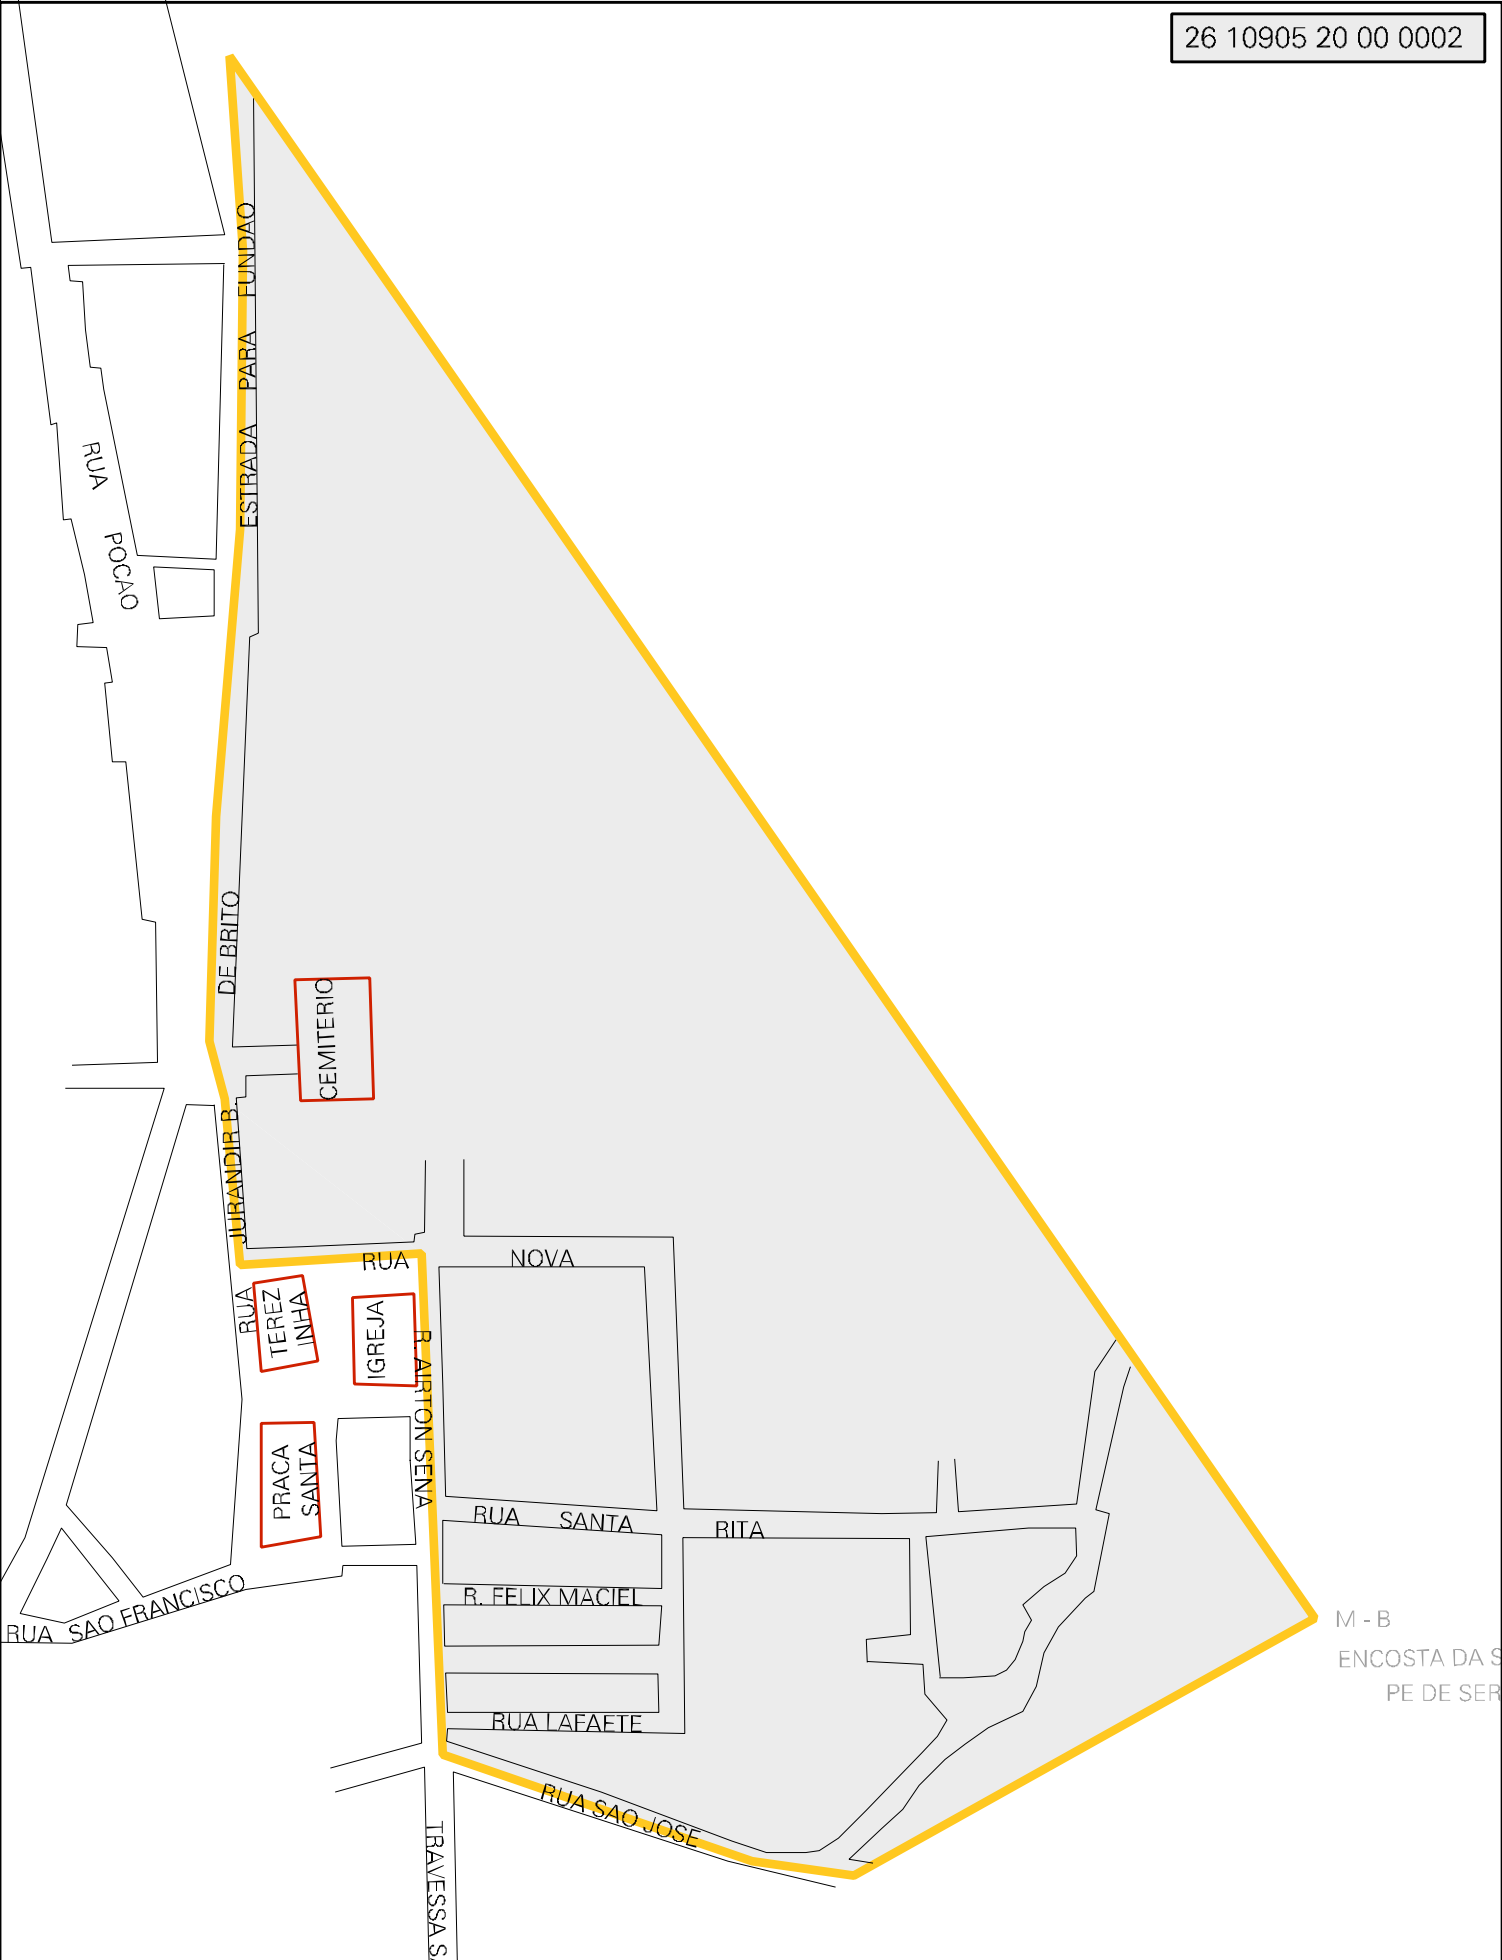 26 10905 20 00 0002
ESTRADA PARA FUNDAO
RUA POCAO
RUA JURANDIR B. DE BRITO
CEMITERIO
RUA NOVA
TEREZ
INHA
IGREJA
R. AIRTON SENA
PRACA
SANTA
RUA SANTA RITA
R. FELIX MACIEL
RUA SAO FRANCISCO
M - B
ENCOSTA DA S
PE DE SER
RUA LAFAETE
RUA SAO JOSE
TRAVESSA S